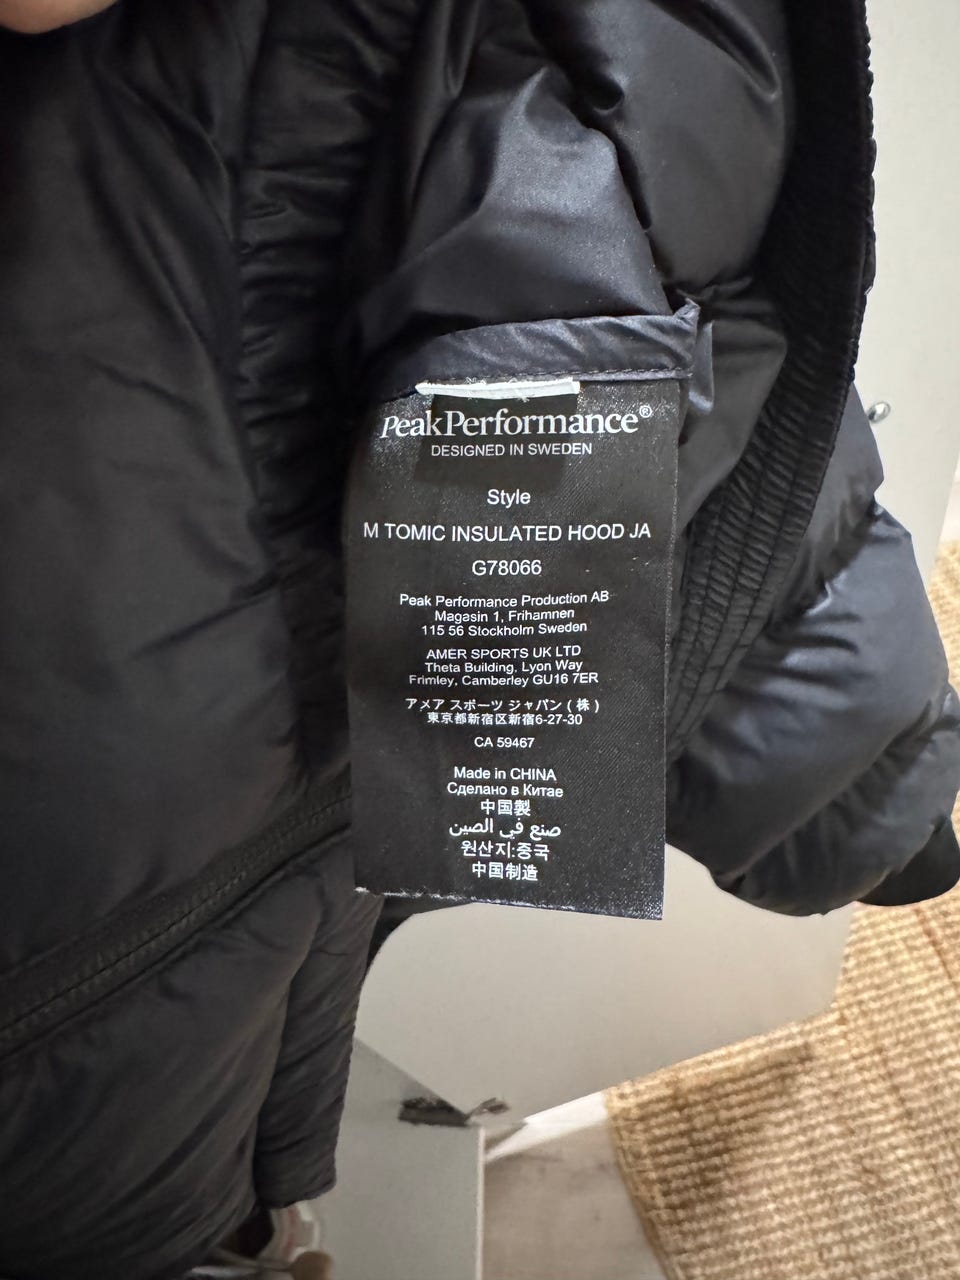 Peak Performance®
DESIGNED IN SWEDEN
Style
M TOMIC INSULATED HOOD JA
G78066
Peak Performance Production AB
Magasin 1, Frihamnen
115 56 Stockholm Sweden
AMER SPORTS UK LTD
Theta Building, Lyon Way
Frimley, Camberley GU16 7ER
アメア スポーツ ジャパン ( 株 )
東京都新宿区新宿6-27-30
CA 59467
Made in CHINA
Сделано в Китае
中国製
صنع في الصين
원산지:중국
中国制造